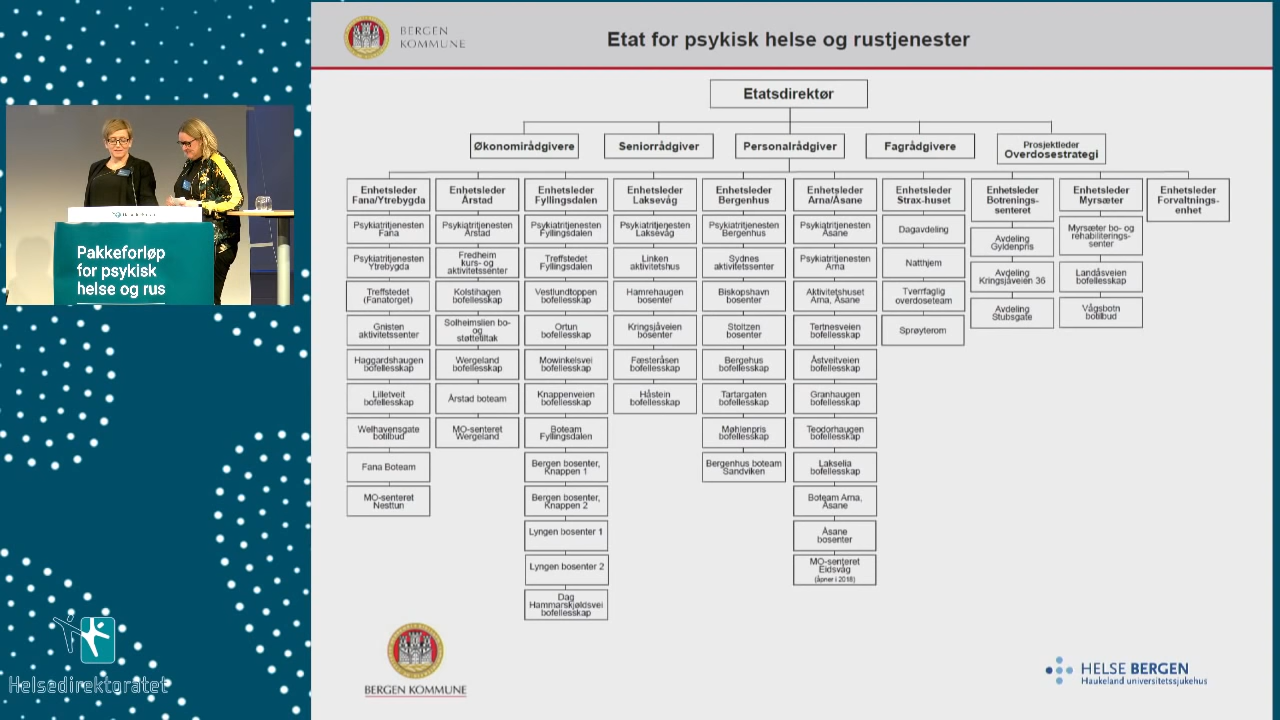 BERGEN
KOMMUNE
Etat for psykisk helse og rustjenester
Etatsdirektør
Økonomirådgivere
Seniorrådgiver
Personalrådgiver
Fagrådgivere
Prosjektleder
Overdosestrategi
Enhetsleder
Fana/Ytrebygda
Psykiatritjenesten
Fana
Psykiatritjenesten
Ytrebygda
Treffstedet
(Fanatorget)
Gnisten
aktivitetssenter
Haggardshaugen
bofellesskap
Lilletveit
bofellesskap
Welhavensgate
botilbud
Fana Boteam
MO-senteret
Nesttun
Enhetsleder
Årstad
Psykiatritjenesten
Årstad
Fredheim
kurs- og
aktivitetssenter
Kolstihagen
bofellesskap
Solheimslien bo-
og
støttetiltak
Wergeland
bofellesskap
Årstad boteam
MO-senteret
Wergeland
Enhetsleder
Fyllingsdalen
Psykiatritjenesten
Fyllingsdalen
Treffstedet
Fyllingsdalen
Vestlundtoppen
bofellesskap
Ortun
bofellesskap
Mowinkelsvei
bofellesskap
Knappenveien
bofellesskap
Boteam
Fyllingsdalen
Bergen bosenter,
Knappen 1
Bergen bosenter,
Knappen 2
Lyngen bosenter 1
Lyngen bosenter 2
Dag
Hammarskjøldsvei
bofellesskap
Enhetsleder
Laksevåg
Psykiatritjenesten
Laksevåg
Linken
aktivitetshus
Hamrehaugen
bosenter
Kringsjåveien
bosenter
Fæsteråsen
bofellesskap
Håstein
bofellesskap
Enhetsleder
Bergenhus
Psykiatritjenesten
Bergenhus
Sydnes
aktivitetssenter
Biskopshavn
bosenter
Stoltzen
bosenter
Bergehus
bofellesskap
Tartargaten
bofellesskap
Møhlenpris
bofellesskap
Bergenhus boteam
Sandviken
Enhetsleder
Arna/Åsane
Psykiatritjenesten
Åsane
Psykiatritjenesten
Arna
Aktivitetshuset
Arna, Åsane
Tertnesveien
bofellesskap
Åstveitveien
bofellesskap
Granhaugen
bofellesskap
Teodorhaugen
bofellesskap
Lakselia
bofellesskap
Boteam Arna,
Åsane
Åsane
bosenter
MO-senteret
Eidsvåg
(åpner i 2018)
Enhetsleder
Strax-huset
Dagavdeling
Natthjem
Tverrfaglig
overdoseteam
Sprøyterom
Enhetsleder
Botrenings-
senteret
Avdeling
Gyldenpris
Avdeling
Kringsjåveien 36
Avdeling
Stubsgate
Enhetsleder
Myrsæter
Myrsæter bo- og
rehabiliterings-
senter
Landåsveien
bofellesskap
Vågsbotn
botilbud
Enhetsleder
Forvaltnings-
enhet
Pakkeforløp
for psykisk
helse og rus
Helsedirektoratet
BERGEN KOMMUNE
HELSE BERGEN
Haukeland universitetssjukehus